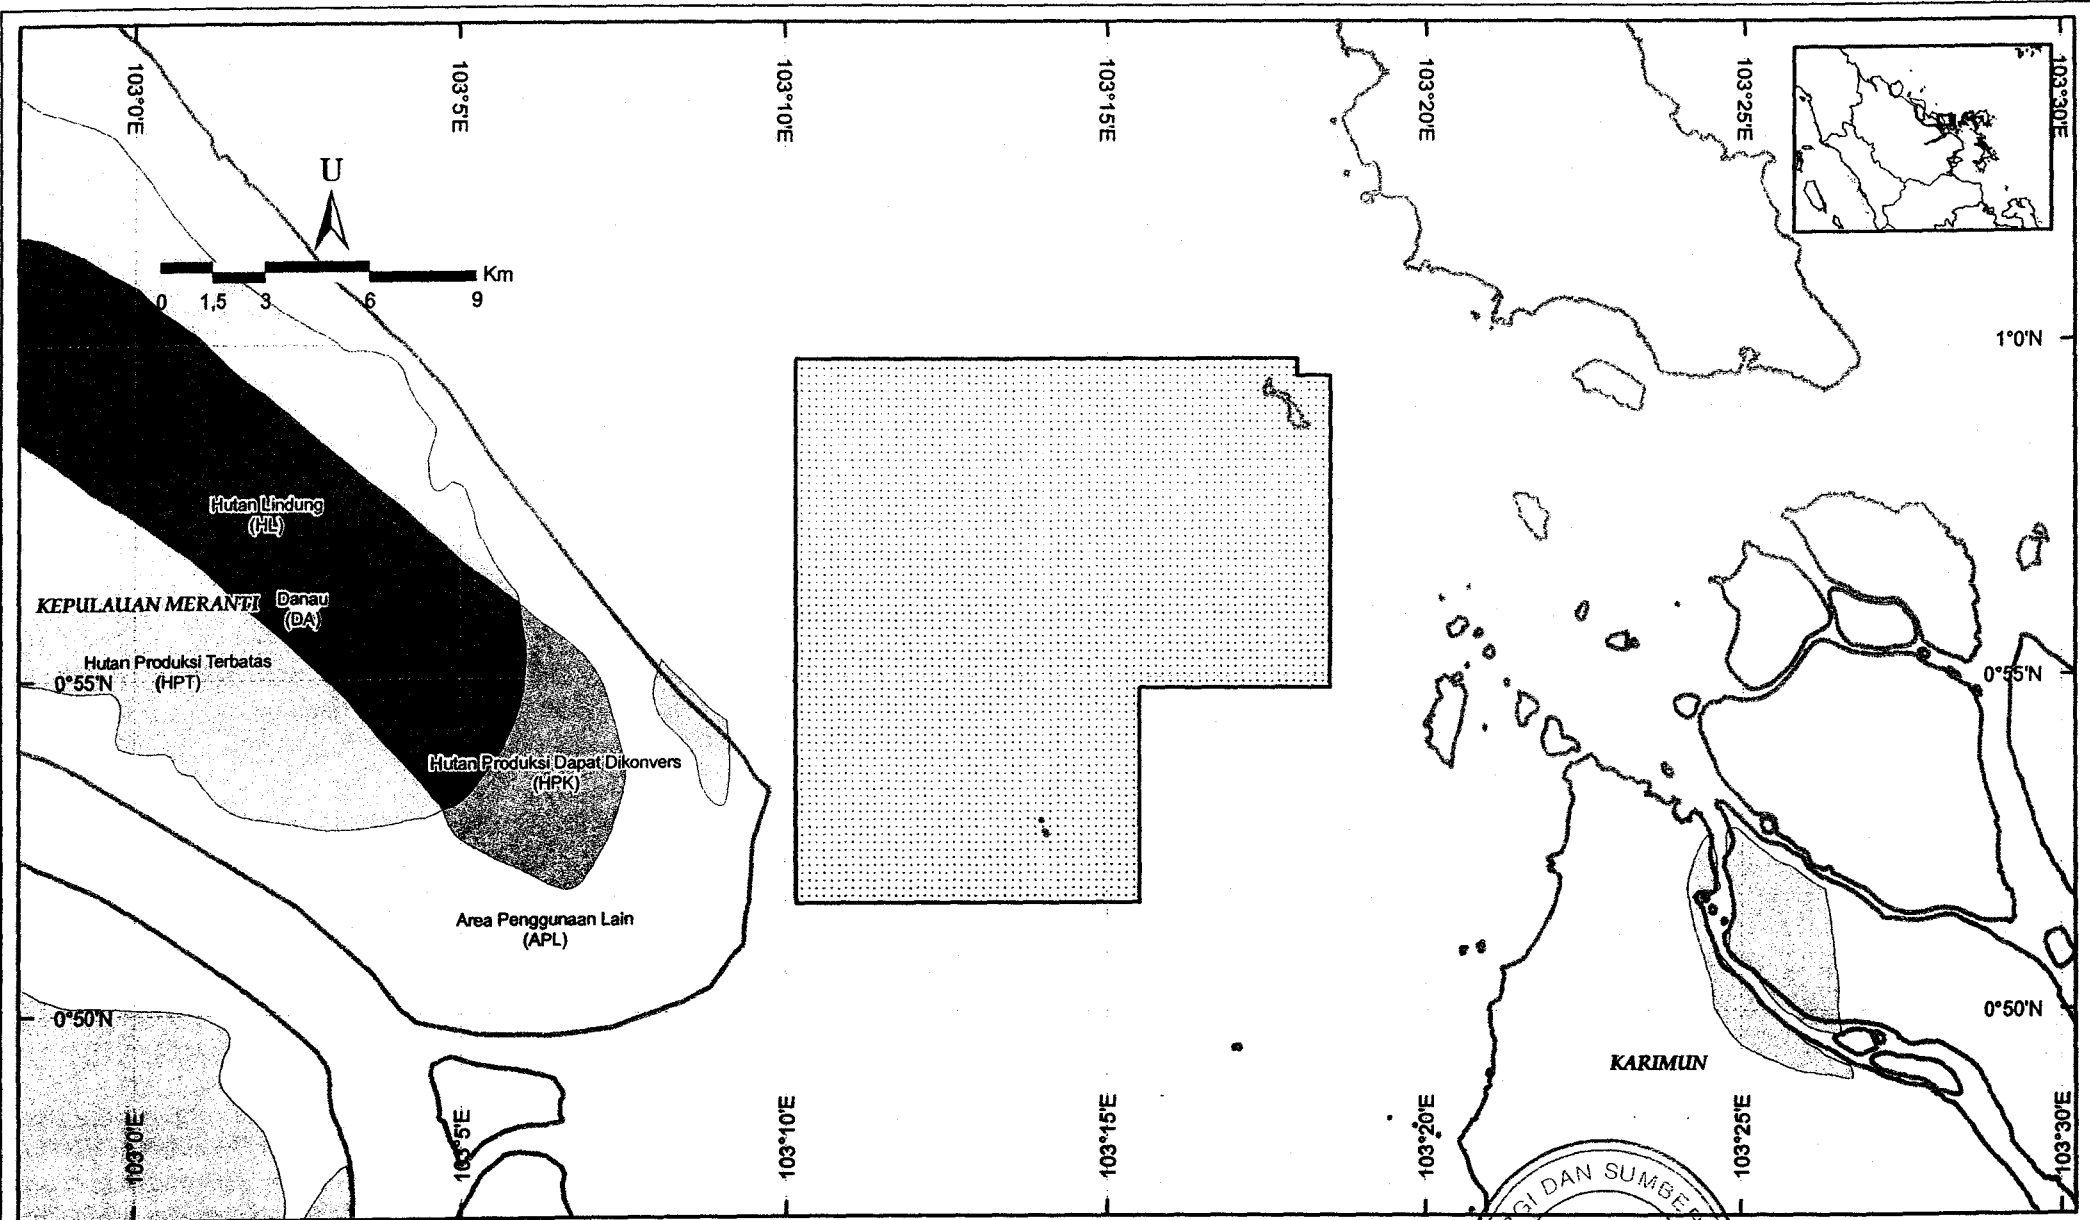 103°0'E
103°5'E
103°10'E
103°15'E
103°20'E
103°25'E
103°30'E
U
Km
0 1,5 3 6 9
1°0'N
Hutan Lindung
(HL)
KEPULAUAN MERANTI
Danau
(DA)
Hutan Produksi Terbatas
(HPT)
0°55'N
0°55'N
Hutan Produksi Dapat Dikonvers
(HPK)
Area Penggunaan Lain
(APL)
0°50'N
0°50'N
KARIMUN
103°0'E
103°5'E
103°10'E
103°15'E
103°20'E
103°25'E
103°30'E
DAN SUMBE